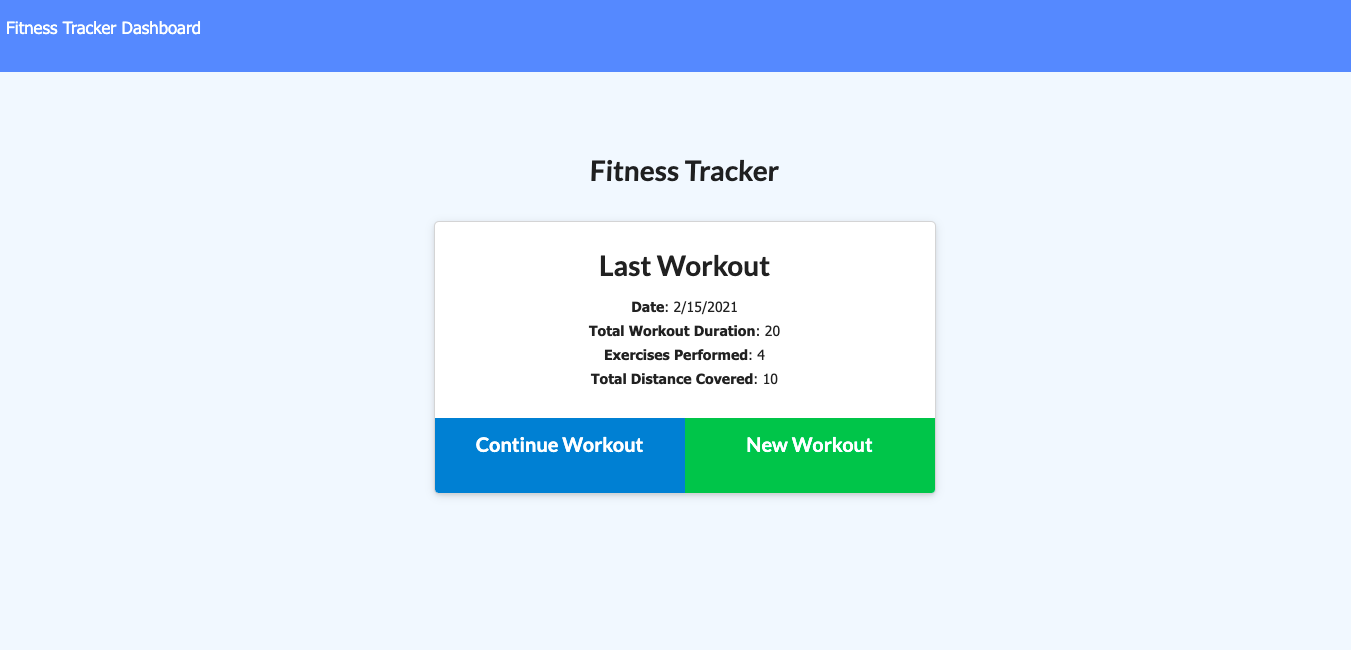 Fitness Tracker Dashboard
Fitness Tracker
Last Workout
Date: 2/15/2021
Total Workout Duration: 20
Exercises Performed: 4
Total Distance Covered: 10
Continue Workout
New Workout